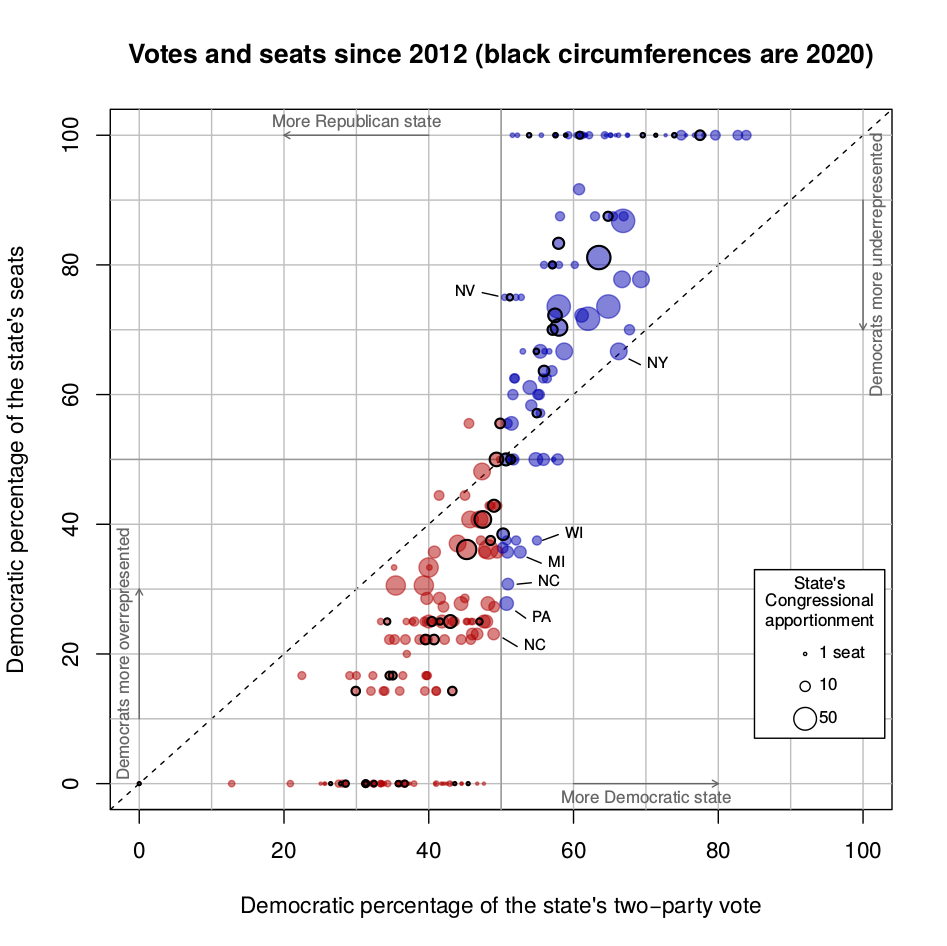 Votes and seats since 2012 (black circumferences are 2020)
More Republican state
100
80
60
40
20
0
Democratic percentage of the state's seats
Democrats more underrepresented
Democrats more overrepresented
NV
NY
WI
MI
NC
PA
NC
State's
Congressional
apportionment
1 seat
10
50
More Democratic state
0
20
40
60
80
100
Democratic percentage of the state's two−party vote